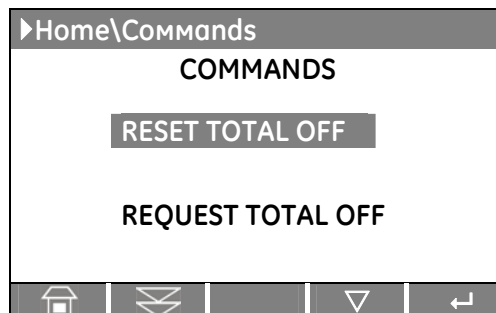 Home\Commands
COMMANDS
RESET TOTAL OFF
REQUEST TOTAL OFF